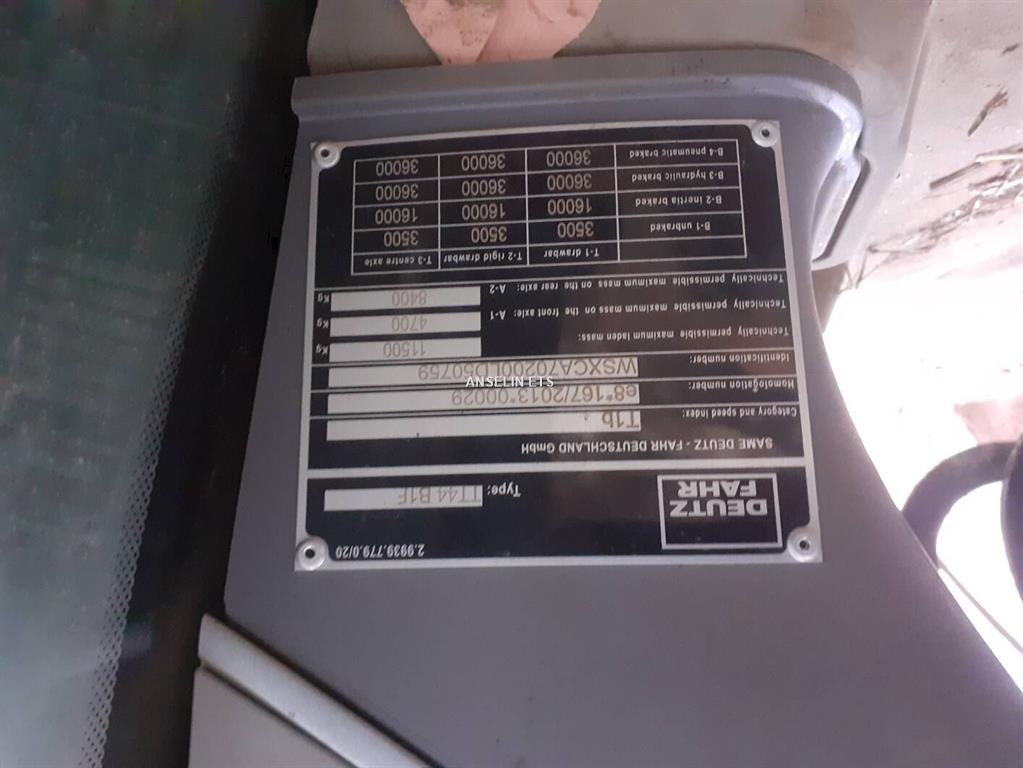 2.9939.779.0/20
DEUTZ
FAHR
Type: TT44 B1F
SAME DEUTZ - FAHR DEUTSCHLAND GmbH
Category and speed index: T1b
Homologation number: e8*167/2013*00029
Identification number: WSXCA70200LD50759
Technically permissible maximum laden mass: 11500 Kg
Technically permissible maximum mass on the front axle: A-1 4700 Kg
Technically permissible maximum mass on the rear axle: A-2 8400 Kg
T-1 drawbar T-2 rigid drawbar T-3 centre axle
B-1 unbraked 3500 3500 3500
B-2 inertia braked 16000 16000 16000
B-3 hydraulic braked 36000 36000 36000
B-4 pneumatic braked 36000 36000 36000
ANSELIN ETS